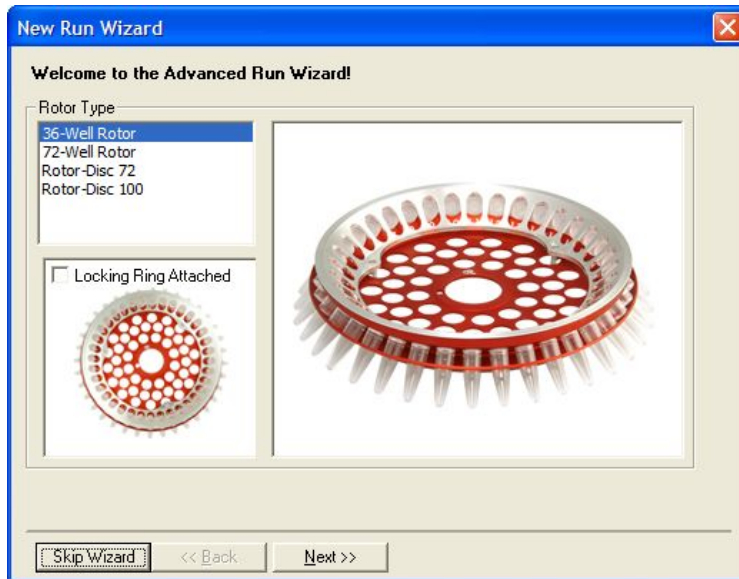 New Run Wizard
Welcome to the Advanced Run Wizard!
Rotor Type
36-Well Rotor
72-Well Rotor
Rotor-Disc 72
Rotor-Disc 100
Locking Ring Attached
Skip Wizard
<< Back
Next >>